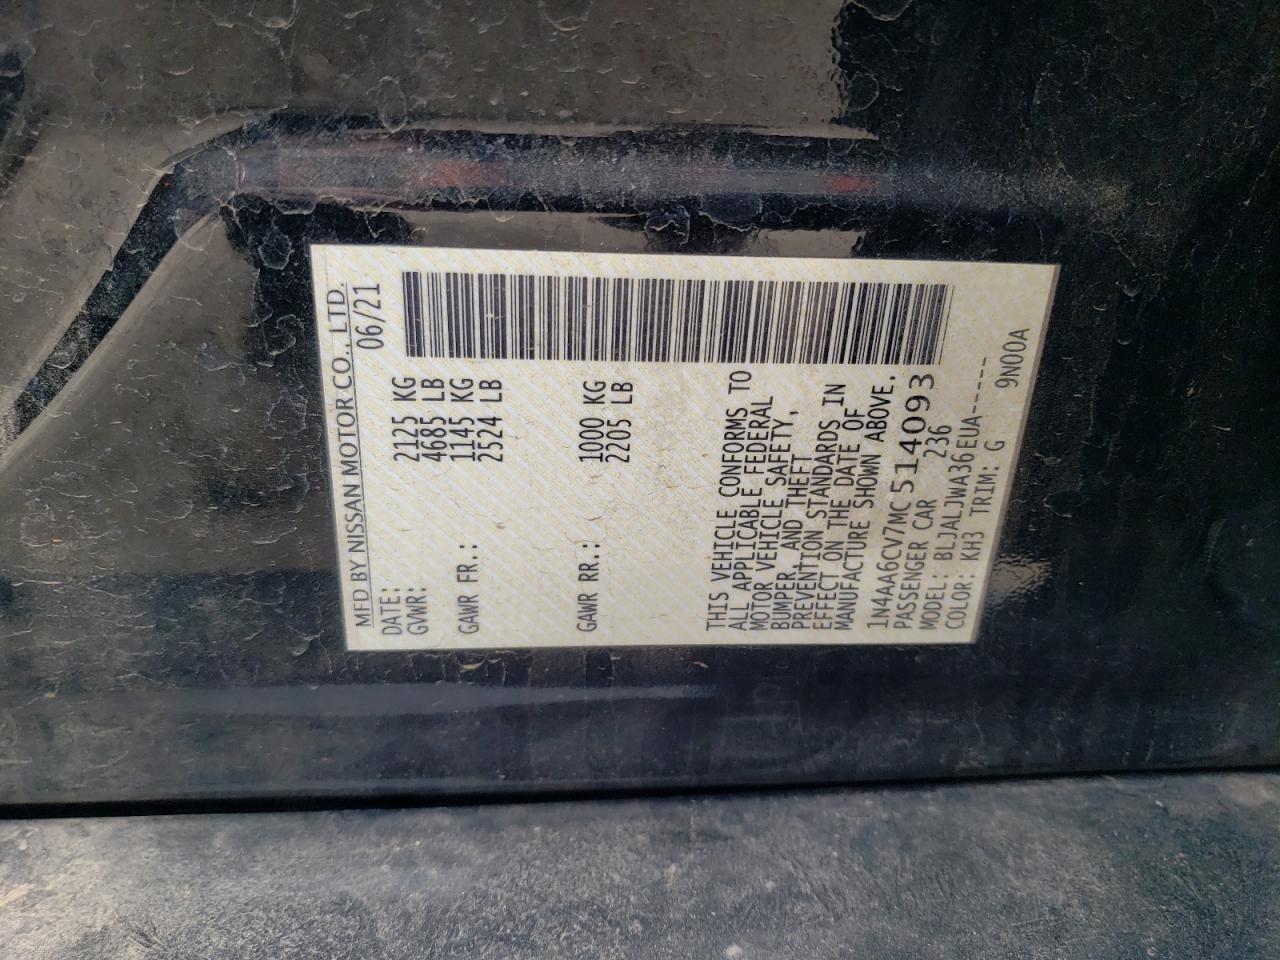 MFD BY NISSAN MOTOR CO., LTD.
DATE: 06/21
GVWR: 2125 KG
4685 LB
GAWR FR.: 1145 KG
2524 LB
GAWR RR.: 1000 KG
2205 LB
THIS VEHICLE CONFORMS TO
ALL APPLICABLE FEDERAL
MOTOR VEHICLE SAFETY,
BUMPER, AND THEFT
PREVENTION STANDARDS IN
EFFECT ON THE DATE OF
MANUFACTURE SHOWN ABOVE.
1N4AA6CV7MC514093
PASSENGER CAR 236
MODEL: BLJALJWA36EUA------
COLOR: KH3 TRIM: G 9N00A